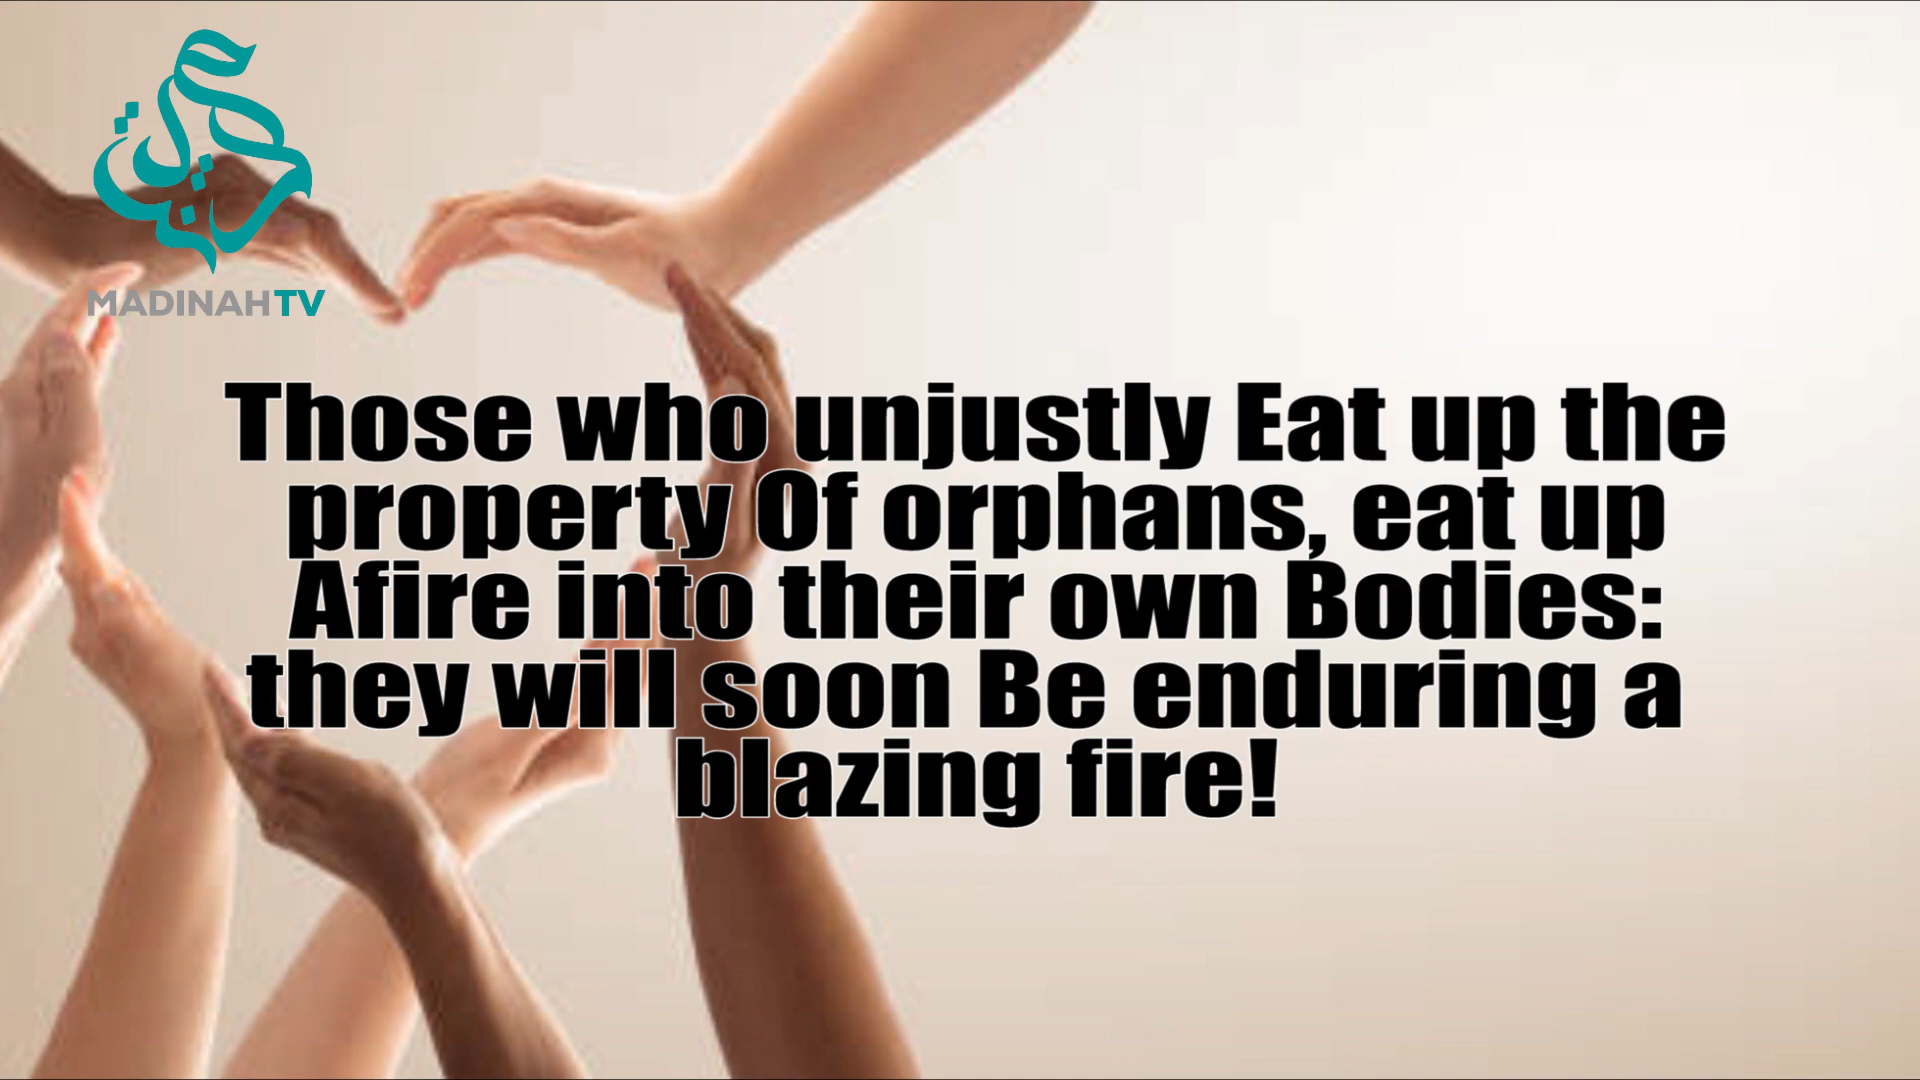 مدينة
MADINAHTV
Those who unjustly Eat up the
property Of orphans, eat up
Afire into their own Bodies:
they will soon Be enduring a
blazing fire!